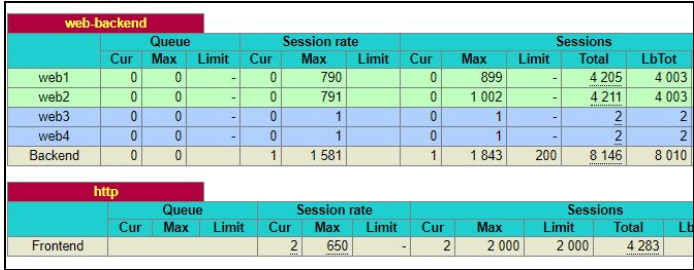 web-backend
Queue Session rate Sessions
Cur Max Limit Cur Max Limit Cur Max Limit Total LbTot
web1 0 0 - 0 790 0 899 - 4 205 4 003
web2 0 0 - 0 791 0 1 002 - 4 211 4 003
web3 0 0 - 0 1 0 1 - 2 2
web4 0 0 - 0 1 0 1 - 2 2
Backend 0 0 1 1 581 1 1 843 200 8 146 8 010
http
Queue Session rate Sessions
Cur Max Limit Cur Max Limit Cur Max Limit Total Lb
Frontend 2 650 - 2 2 000 2 000 4 283